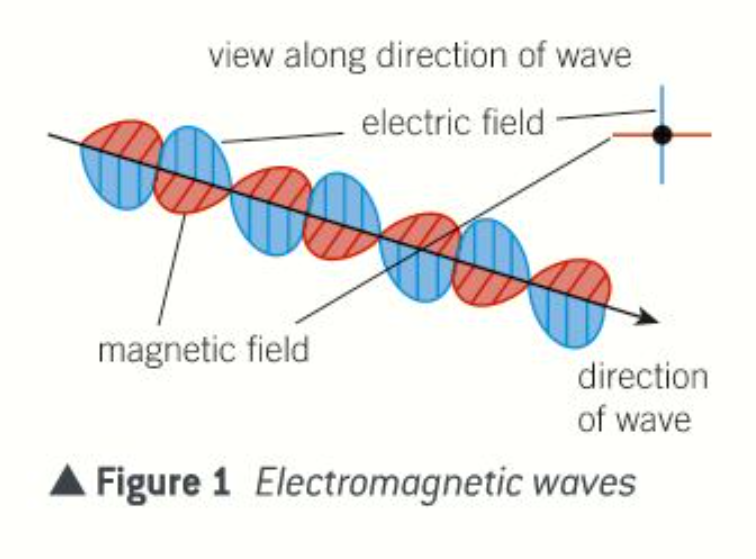 view along direction of wave
electric field
magnetic field
direction
of wave
▲ Figure 1 Electromagnetic waves